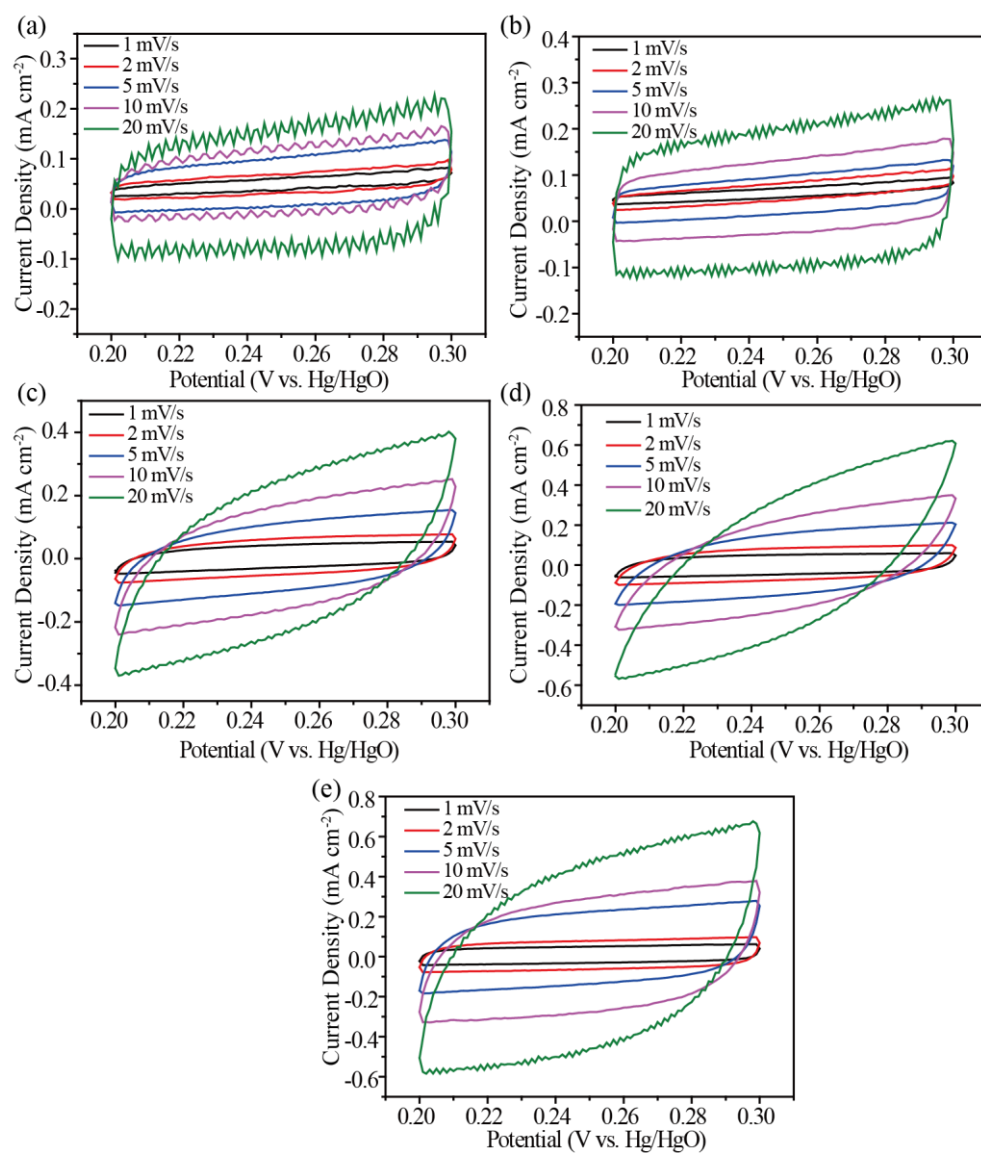 (a)
1 mV/s
2 mV/s
5 mV/s
10 mV/s
20 mV/s
0.3
0.2
0.1
0.0
-0.1
-0.2
Current Density (mA cm⁻²)
0.20 0.22 0.24 0.26 0.28 0.30
Potential (V vs. Hg/HgO)
(b)
1 mV/s
2 mV/s
5 mV/s
10 mV/s
20 mV/s
0.4
0.3
0.2
0.1
0.0
-0.1
-0.2
Current Density (mA cm⁻²)
0.20 0.22 0.24 0.26 0.28 0.30
Potential (V vs. Hg/HgO)
(c)
1 mV/s
2 mV/s
5 mV/s
10 mV/s
20 mV/s
0.4
0.2
0.0
-0.2
-0.4
Current Density (mA cm⁻²)
0.20 0.22 0.24 0.26 0.28 0.30
Potential (V vs. Hg/HgO)
(d)
1 mV/s
2 mV/s
5 mV/s
10 mV/s
20 mV/s
0.8
0.6
0.4
0.2
0.0
-0.2
-0.4
-0.6
Current Density (mA cm⁻²)
0.20 0.22 0.24 0.26 0.28 0.30
Potential (V vs. Hg/HgO)
(e)
1 mV/s
2 mV/s
5 mV/s
10 mV/s
20 mV/s
0.8
0.6
0.4
0.2
0.0
-0.2
-0.4
-0.6
Current Density (mA cm⁻²)
0.20 0.22 0.24 0.26 0.28 0.30
Potential (V vs. Hg/HgO)